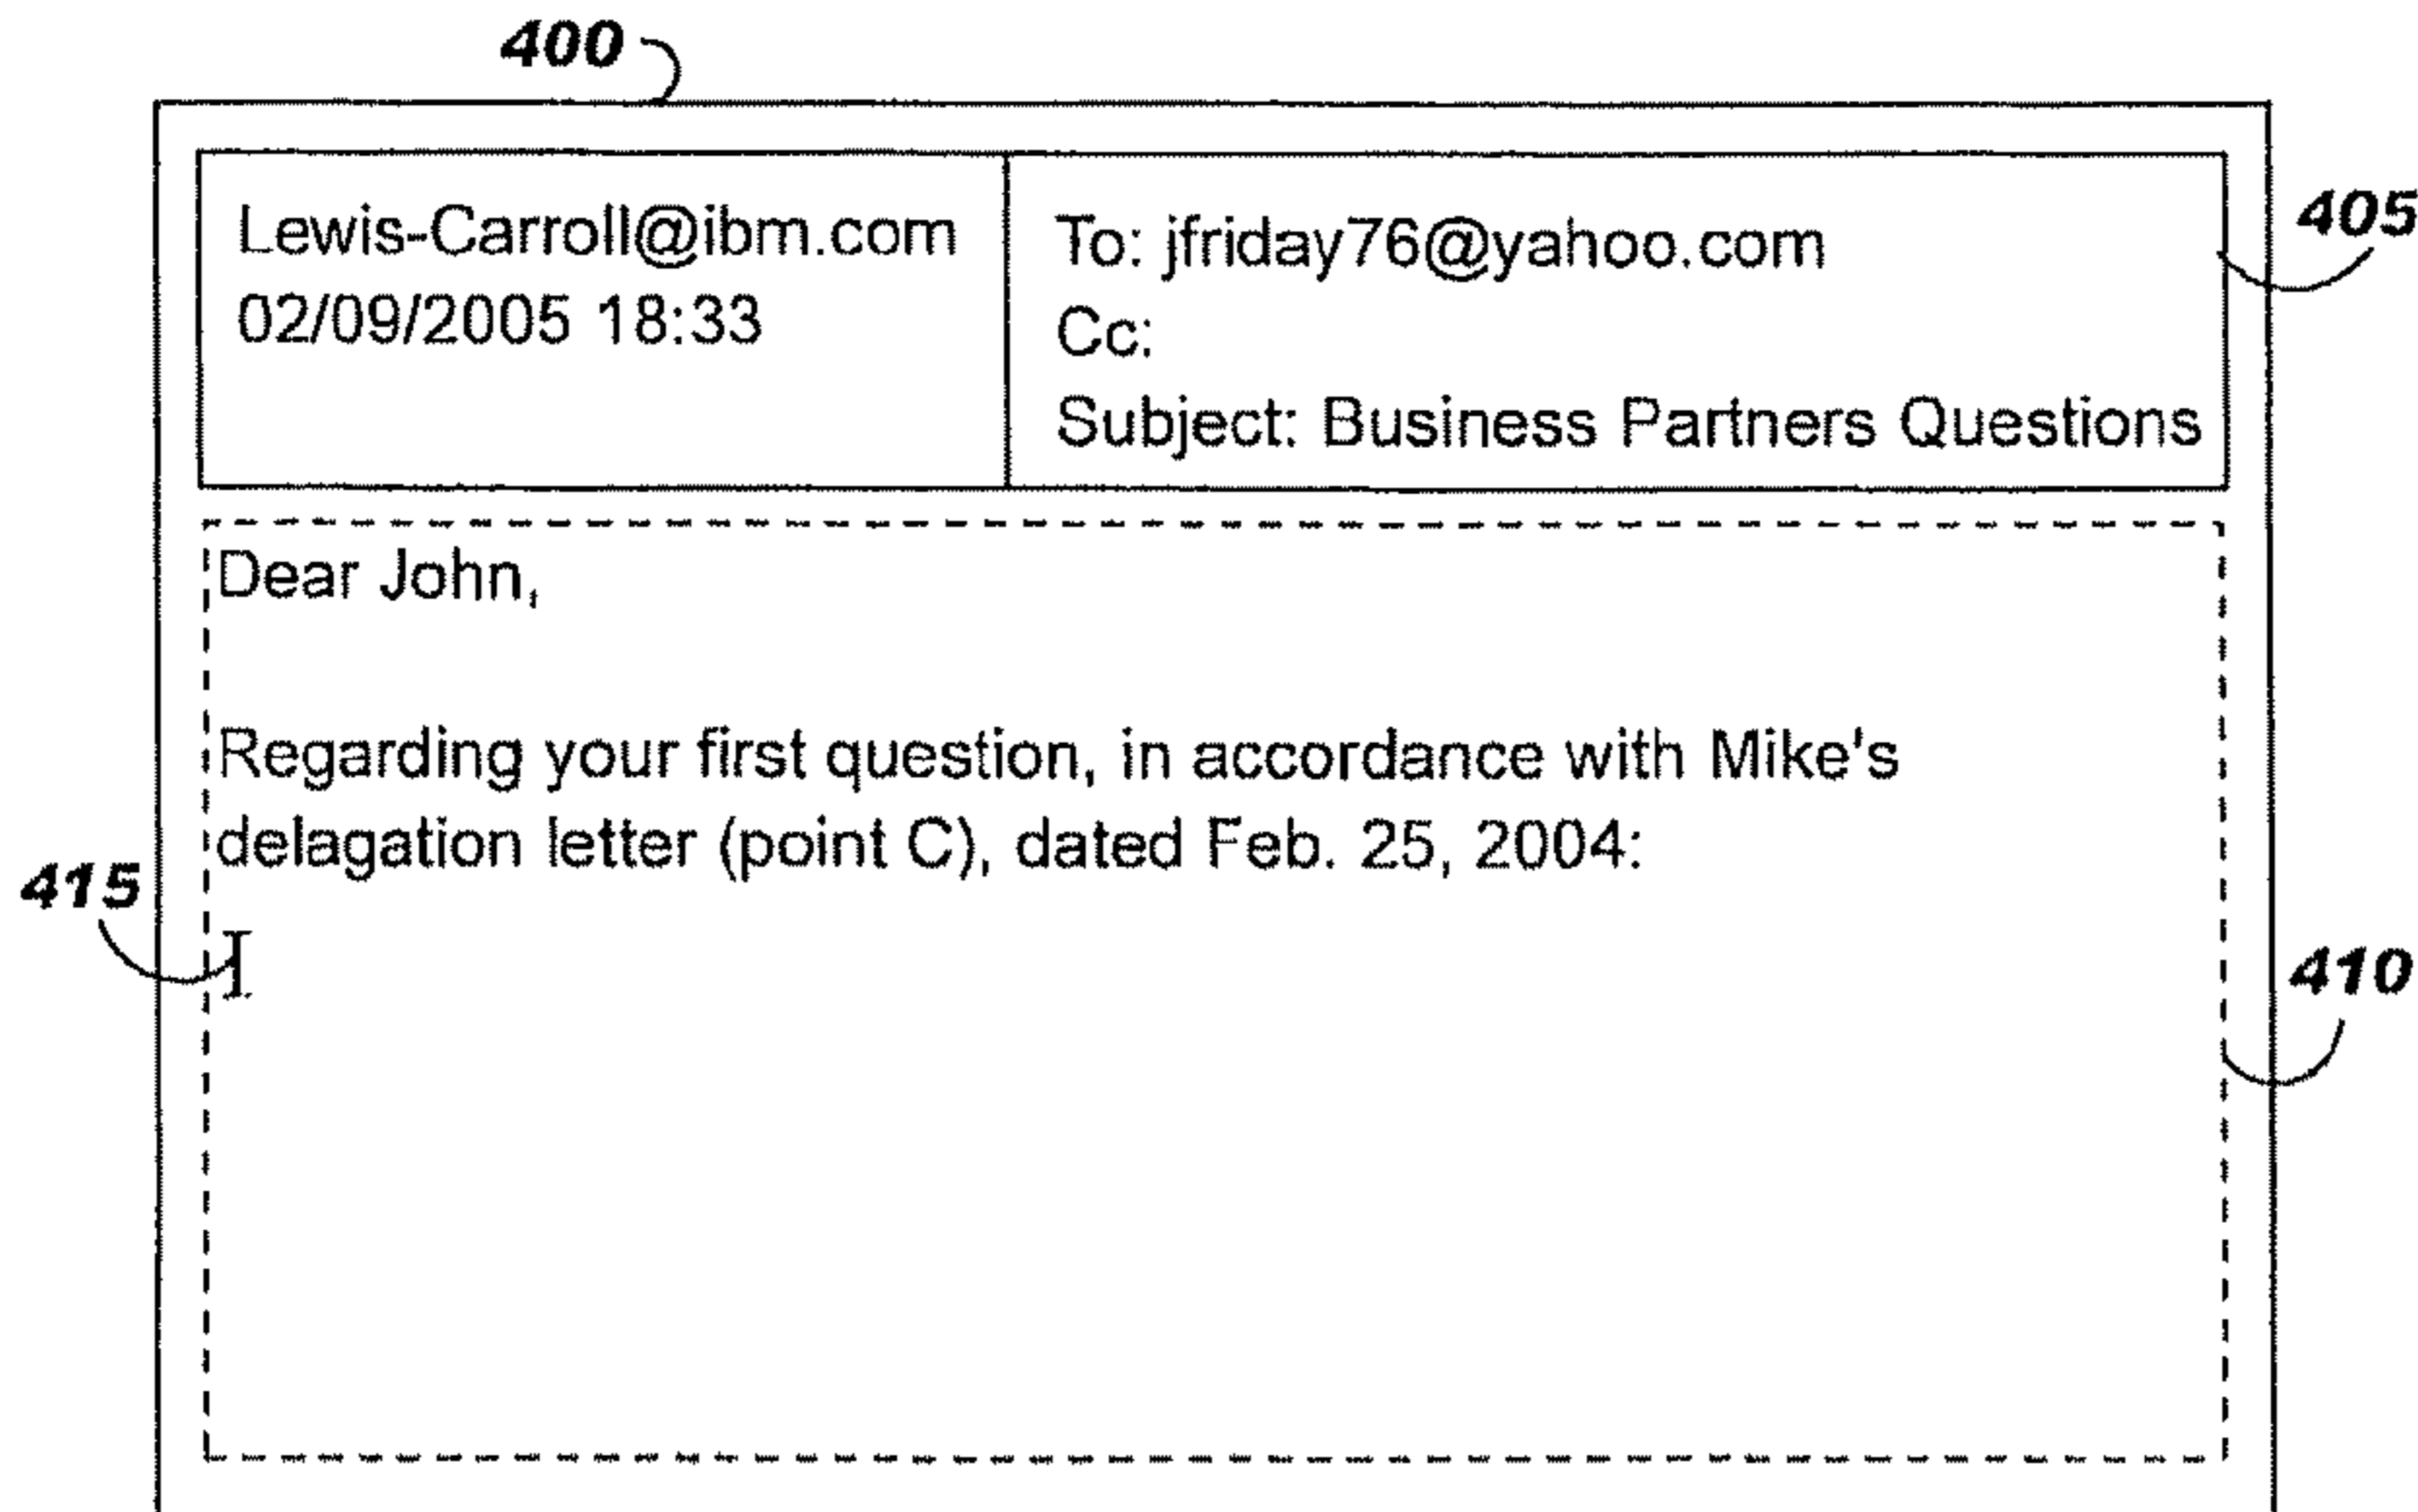 400
Lewis-Carroll@ibm.com
02/09/2005 18:33
To: jfriday76@yahoo.com
Cc:
Subject: Business Partners Questions
405
Dear John,
Regarding your first question, in accordance with Mike's
delagation letter (point C), dated Feb. 25, 2004:
415
410